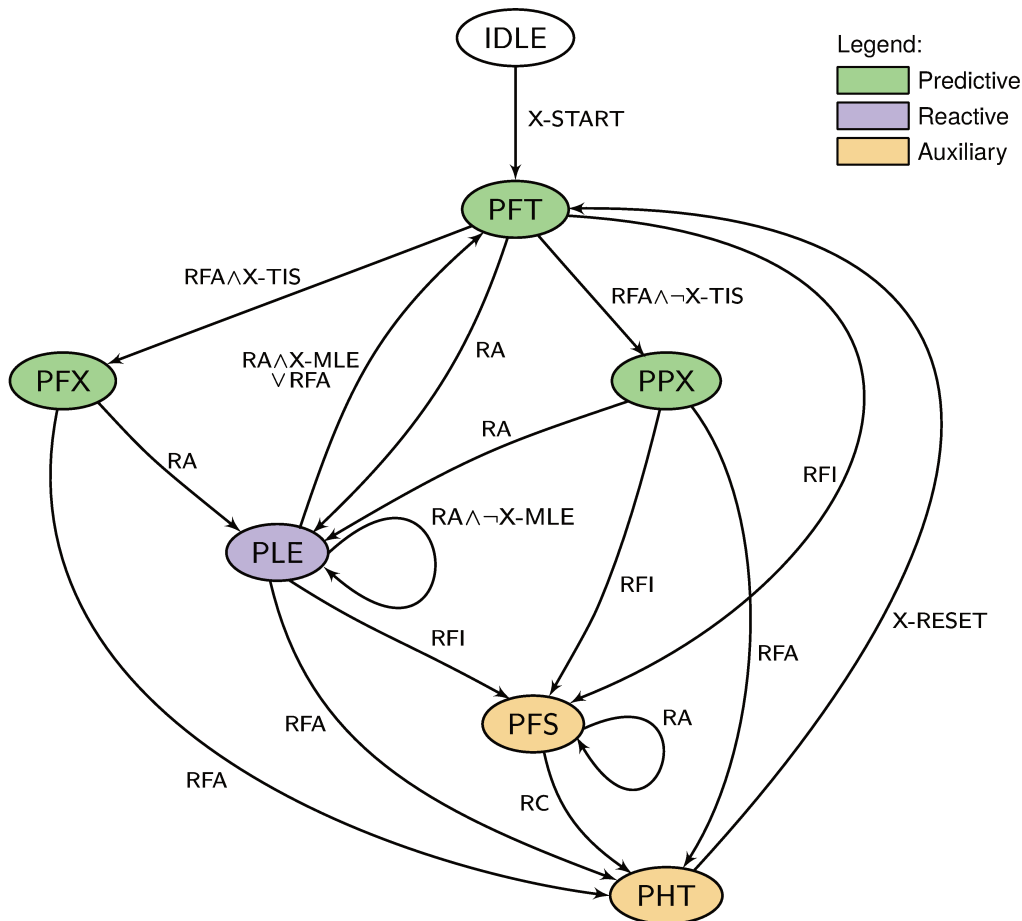 IDLE
Legend:
Predictive
Reactive
Auxiliary
X-START
PFT
RFA∧X-TIS
RFA∧¬X-TIS
RA∧X-MLE
∨RFA
RA
PFX
PPX
RA
RA
RFI
RA∧¬X-MLE
PLE
RFI
X-RESET
RFI
RFA
RFA
PFS
RA
RFA
RC
PHT